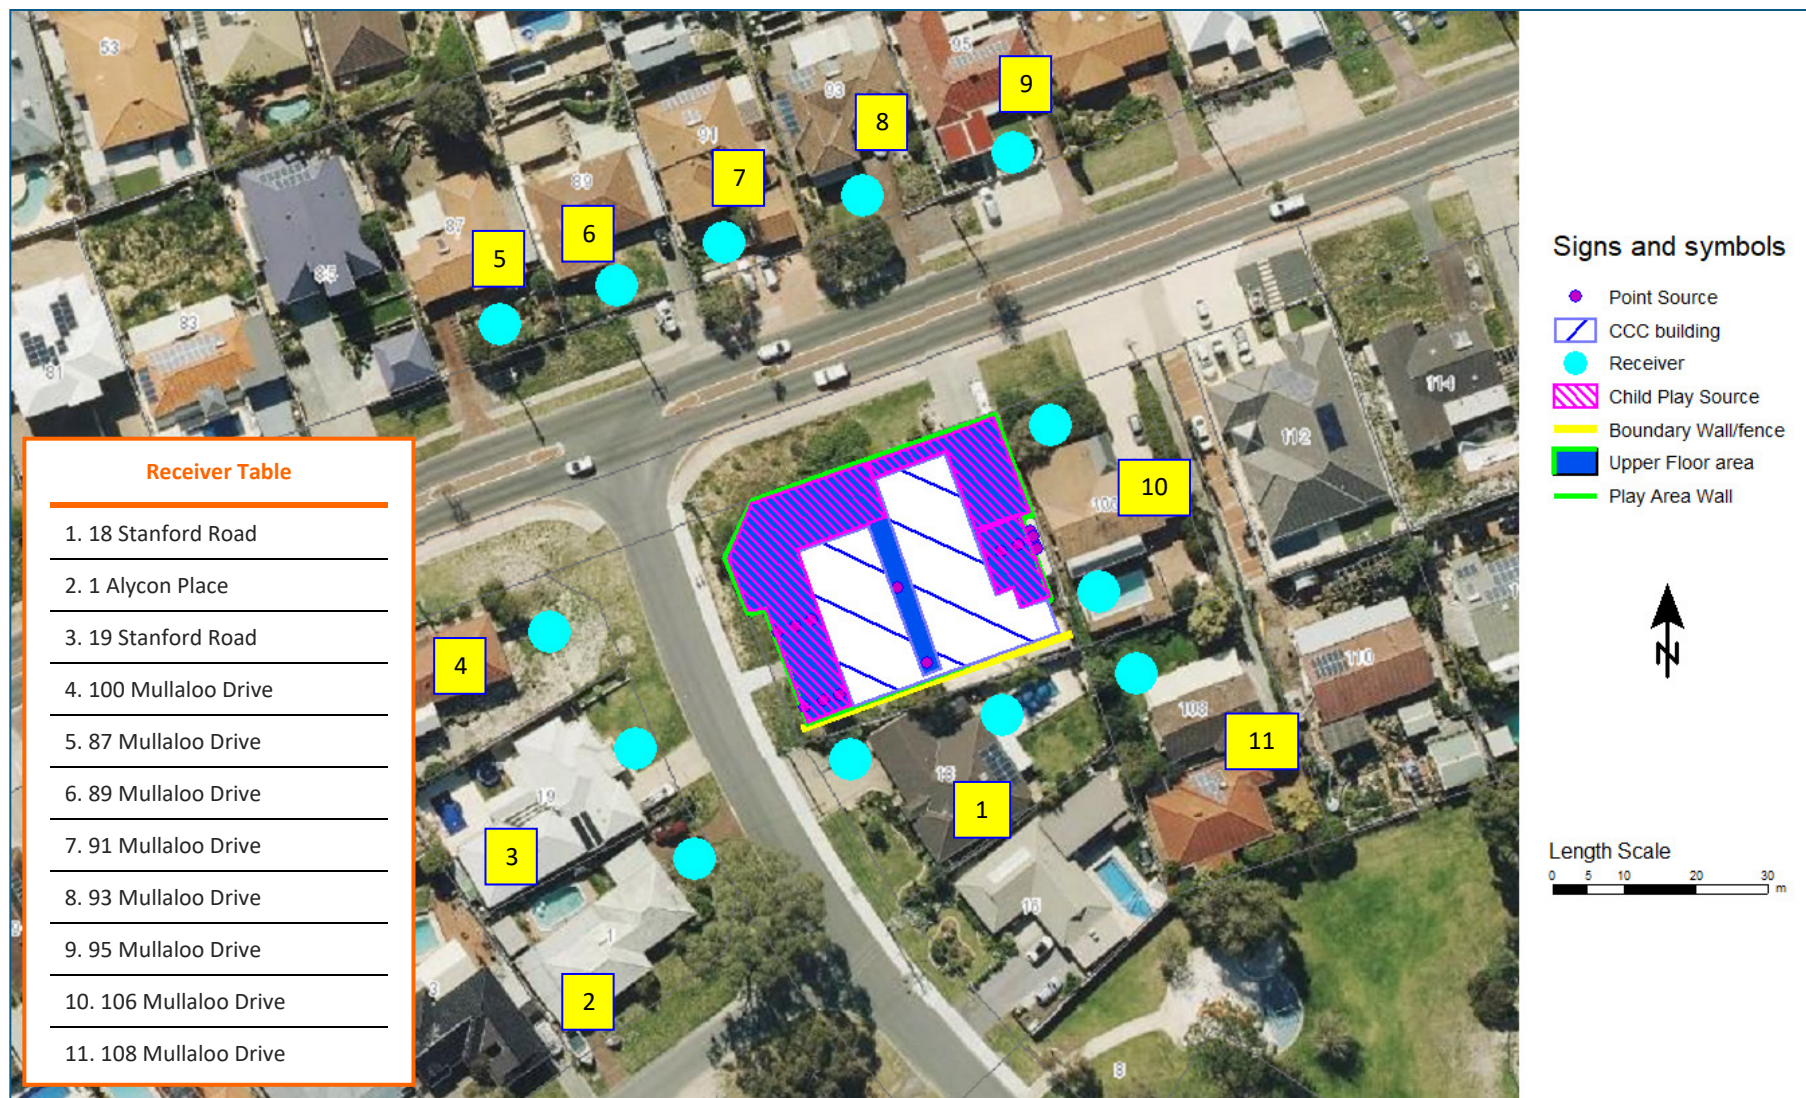 53
95
9
93
8
91
7
89
6
87
5
85
83
81
Signs and symbols
Point Source
CCC building
Receiver
Child Play Source
Boundary Wall/fence
Upper Floor area
Play Area Wall
114
112
10
Receiver Table
1. 18 Stanford Road
2. 1 Alycon Place
3. 19 Stanford Road
4. 100 Mullaloo Drive
5. 87 Mullaloo Drive
6. 89 Mullaloo Drive
7. 91 Mullaloo Drive
8. 93 Mullaloo Drive
9. 95 Mullaloo Drive
10. 106 Mullaloo Drive
11. 108 Mullaloo Drive
4
N
110
108
11
18
1
19
3
16
1
2
3
8
Length Scale
0 5 10 20 30
m